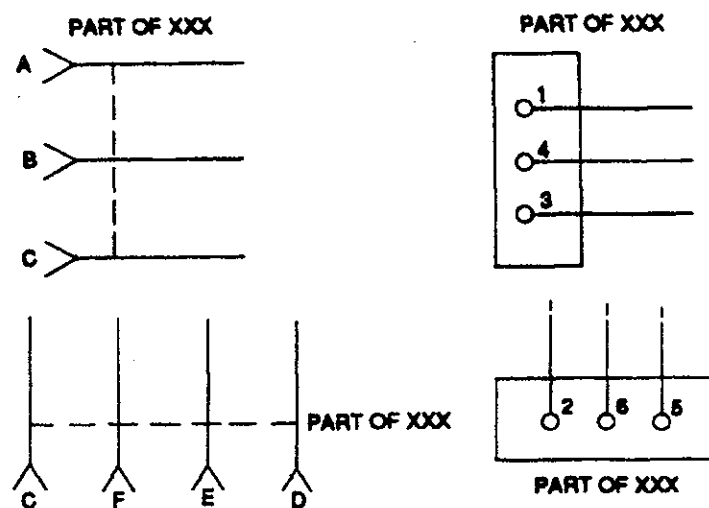 PART OF XXX
A
B
C
PART OF XXX
1
4
3
PART OF XXX
C F E D
2 6 5
PART OF XXX